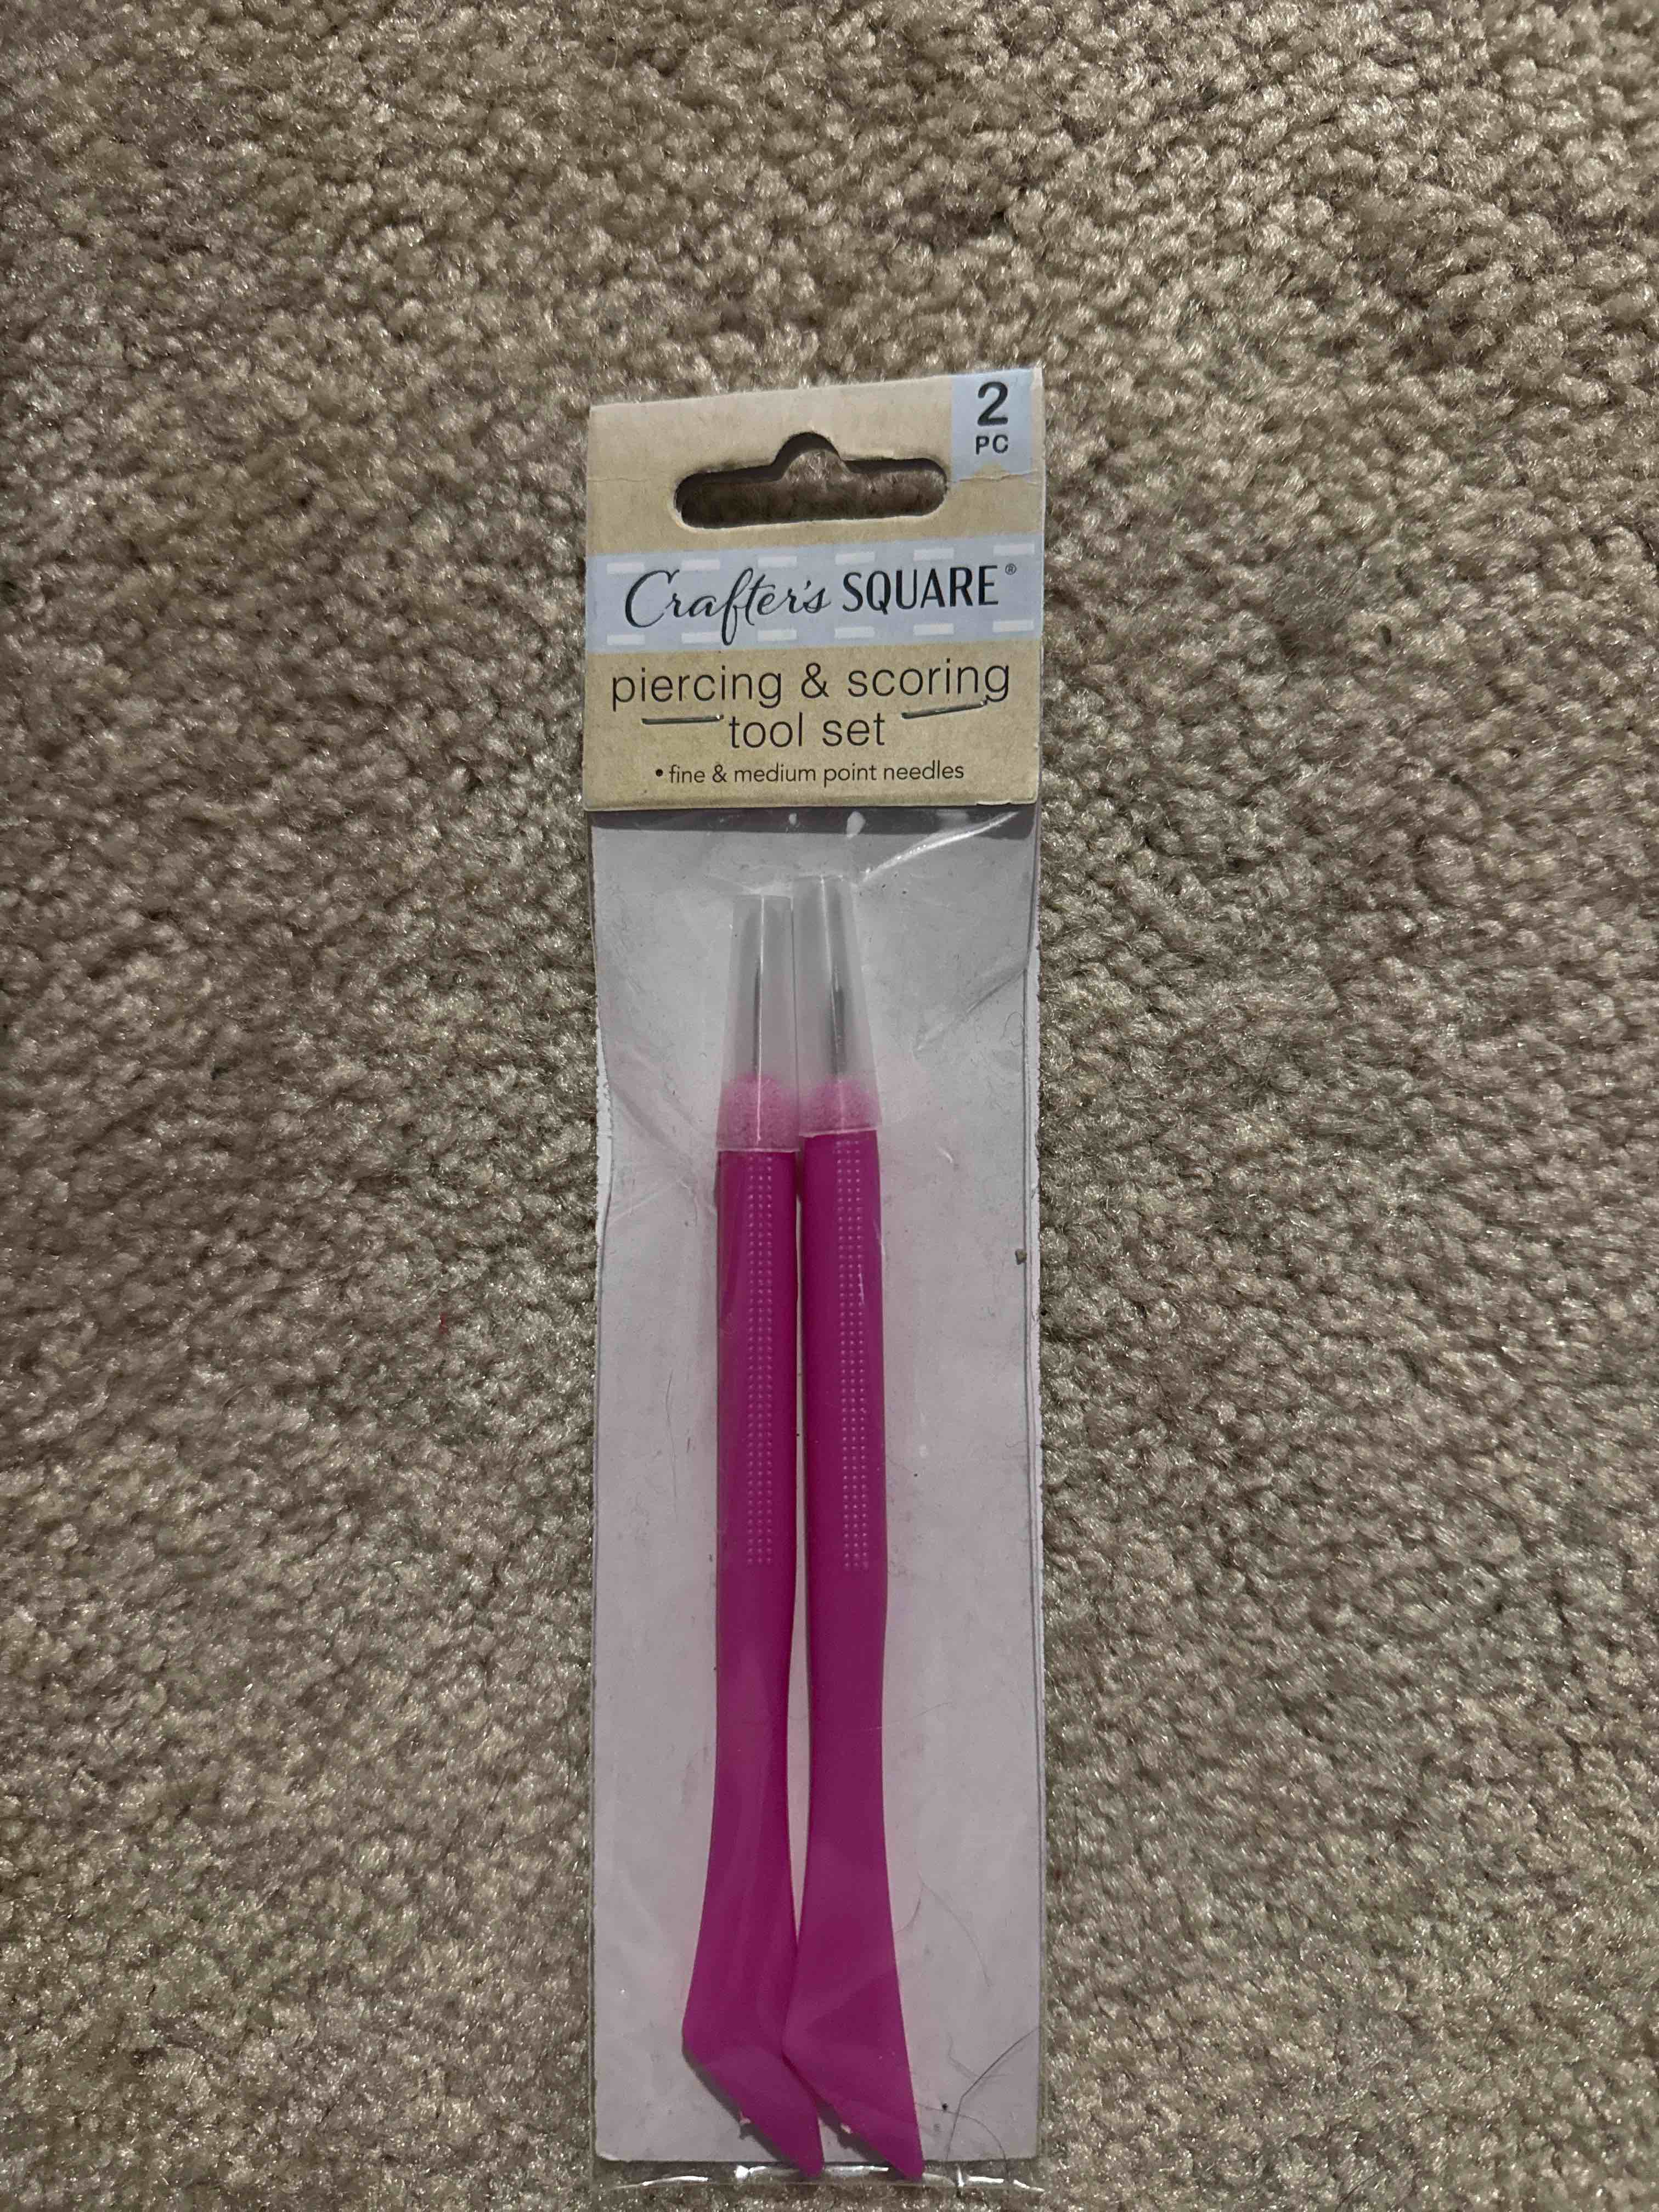 2
PC
Crafter's SQUARE®
piercing & scoring
tool set
• fine & medium point needles